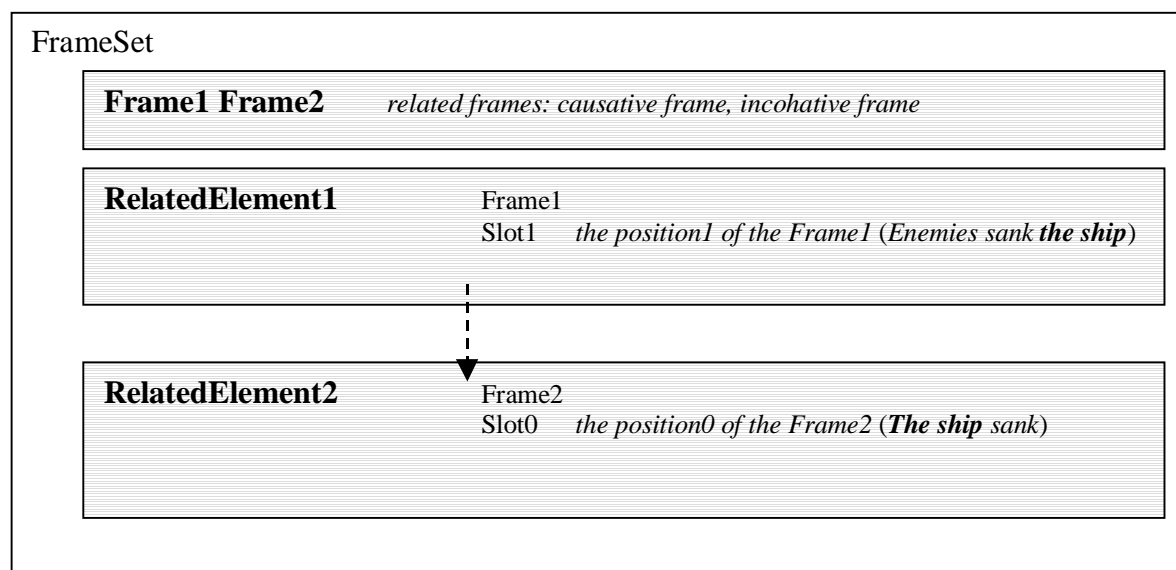 FrameSet
Frame1 Frame2 related frames: causative frame, incohative frame
RelatedElement1 Frame1
Slot1 the position1 of the Frame1 (Enemies sank the ship)
RelatedElement2 Frame2
Slot0 the position0 of the Frame2 (The ship sank)